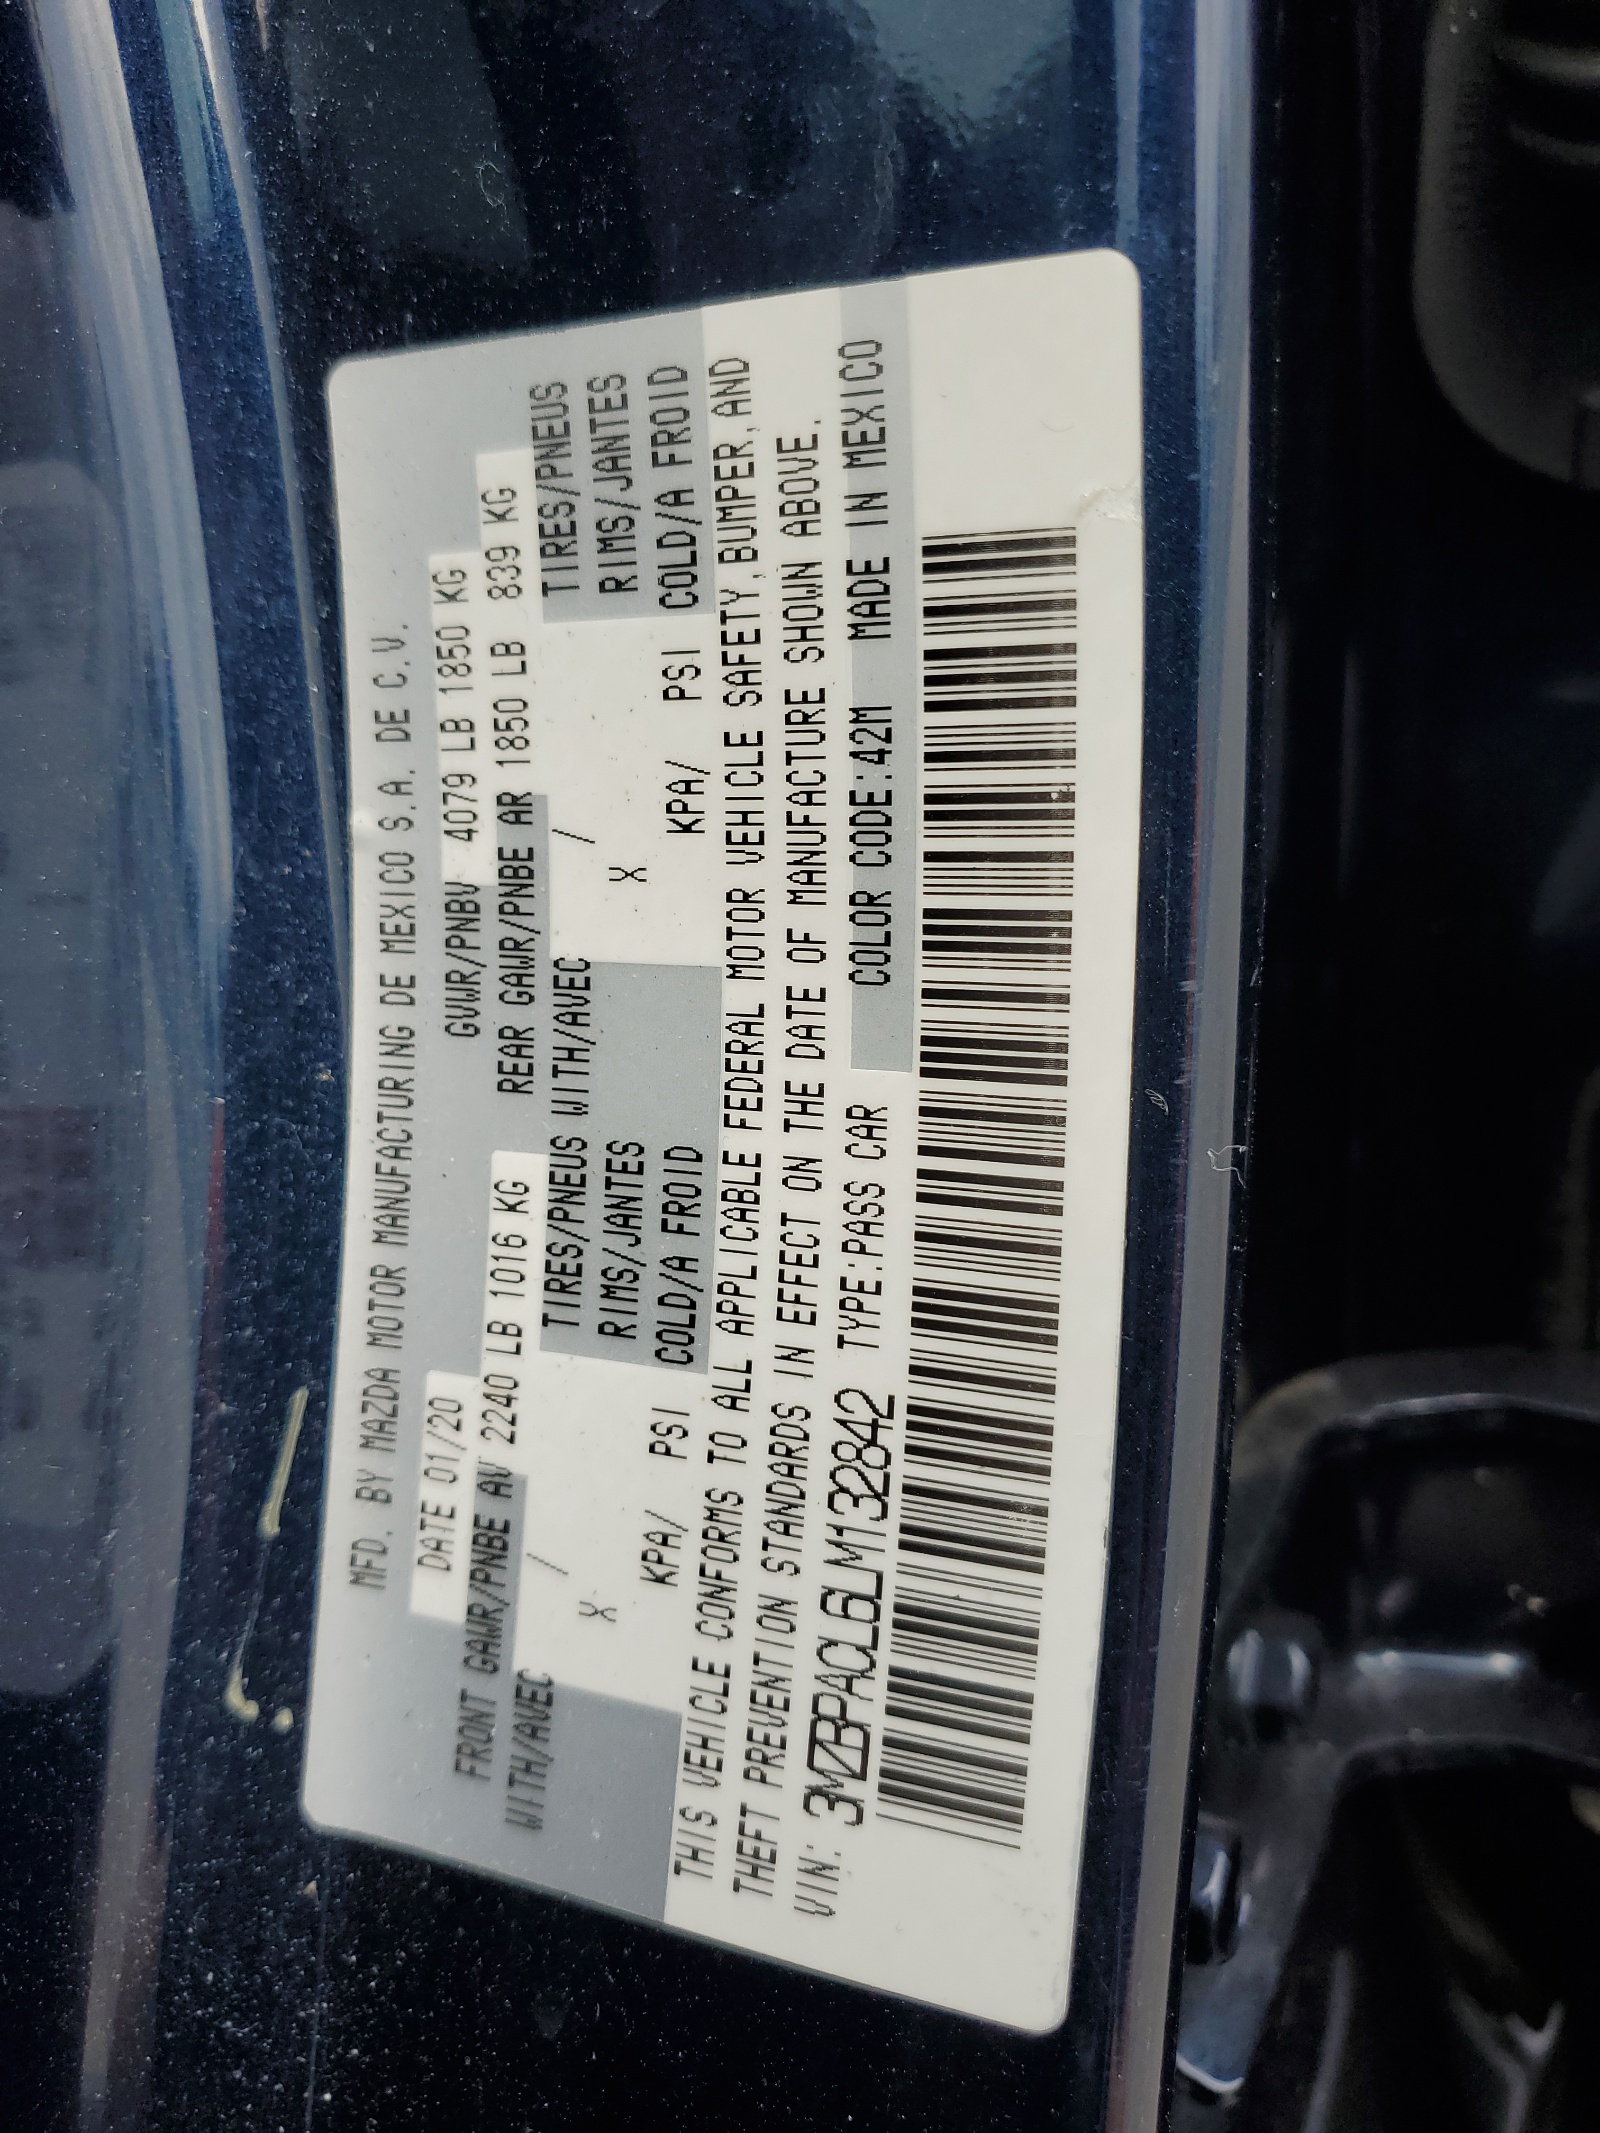 MFD. BY MAZDA MOTOR MANUFACTURING DE MEXICO S.A. DE C.V.
DATE 01/20 GVWR/PNBV 4079 LB 1850 KG
FRONT GAWR/PNBE AV 2240 LB 1016 KG REAR GAWR/PNBE AR 1850 LB 839 KG
WITH/AVEC / TIRES/PNEUS WITH/AVEC / TIRES/PNEUS
X RIMS/JANTES X RIMS/JANTES
KPA/ PSI COLD/A FROID KPA/ PSI COLD/A FROID
THIS VEHICLE CONFORMS TO ALL APPLICABLE FEDERAL MOTOR VEHICLE SAFETY,BUMPER,AND
THEFT PREVENTION STANDARDS IN EFFECT ON THE DATE OF MANUFACTURE SHOWN ABOVE.
VIN: 3MZBPACL6LM132842 TYPE:PASS CAR COLOR CODE:42M MADE IN MEXICO